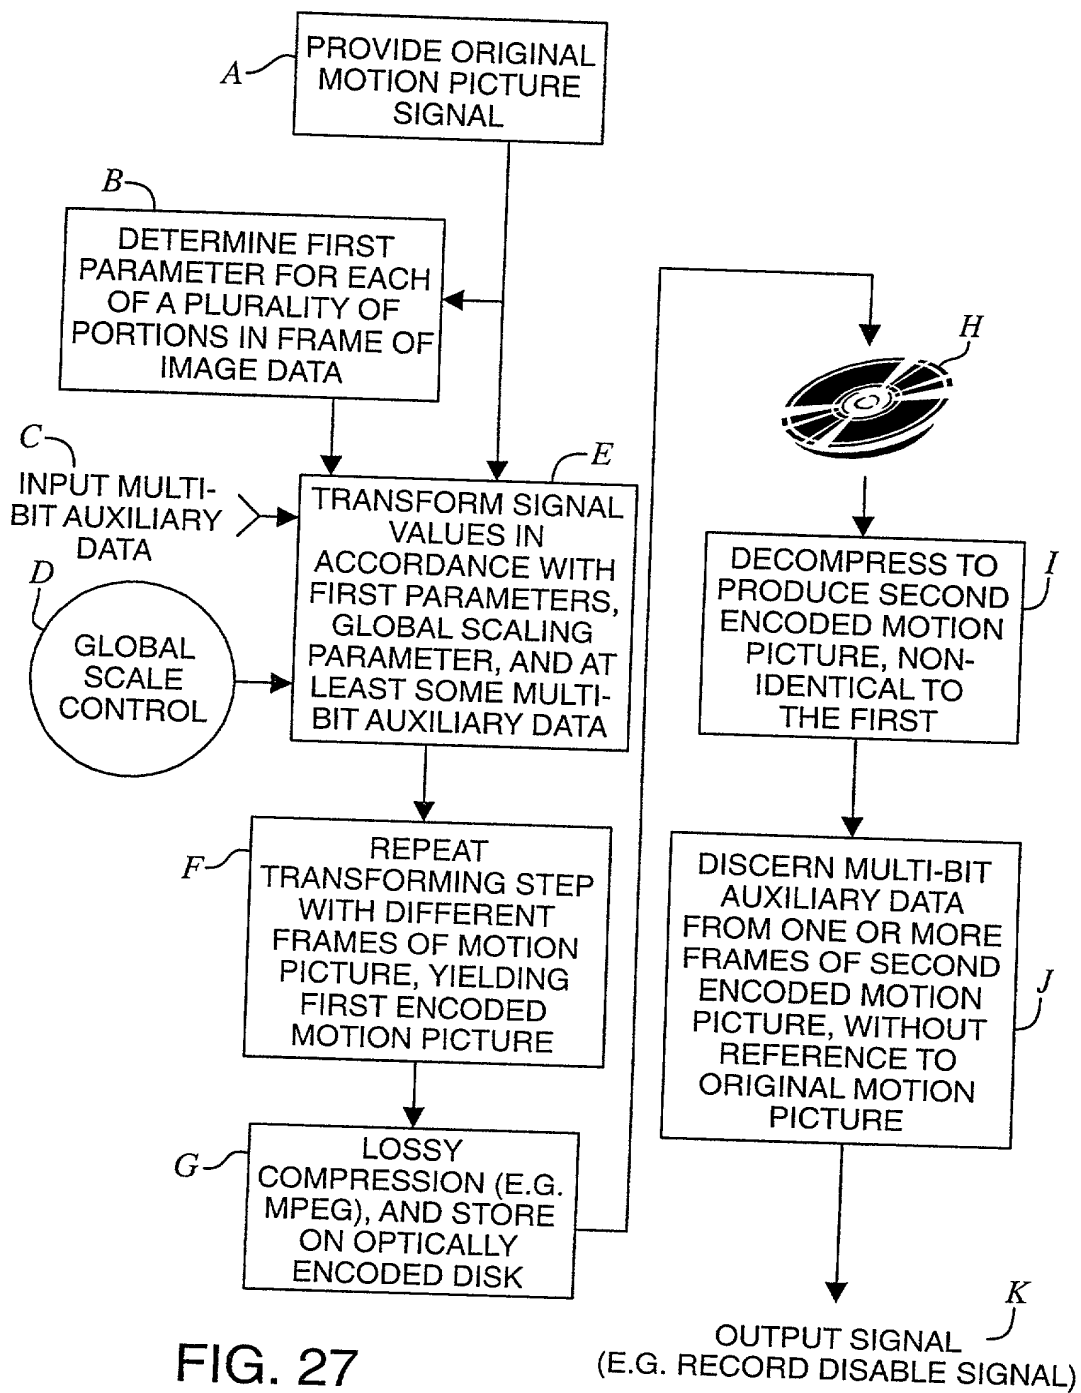 A
PROVIDE ORIGINAL
MOTION PICTURE
SIGNAL
B
DETERMINE FIRST
PARAMETER FOR EACH
OF A PLURALITY OF
PORTIONS IN FRAME OF
IMAGE DATA
C
INPUT MULTI-
BIT AUXILIARY
DATA
D
GLOBAL
SCALE
CONTROL
E
TRANSFORM SIGNAL
VALUES IN
ACCORDANCE WITH
FIRST PARAMETERS,
GLOBAL SCALING
PARAMETER, AND AT
LEAST SOME MULTI-
BIT AUXILIARY DATA
F
REPEAT
TRANSFORMING STEP
WITH DIFFERENT
FRAMES OF MOTION
PICTURE, YIELDING
FIRST ENCODED
MOTION PICTURE
G
LOSSY
COMPRESSION (E.G.
MPEG), AND STORE
ON OPTICALLY
ENCODED DISK
H
I
DECOMPRESS TO
PRODUCE SECOND
ENCODED MOTION
PICTURE, NON-
IDENTICAL TO
THE FIRST
J
DISCERN MULTI-BIT
AUXILIARY DATA
FROM ONE OR MORE
FRAMES OF SECOND
ENCODED MOTION
PICTURE, WITHOUT
REFERENCE TO
ORIGINAL MOTION
PICTURE
K
OUTPUT SIGNAL
(E.G. RECORD DISABLE SIGNAL)
FIG. 27